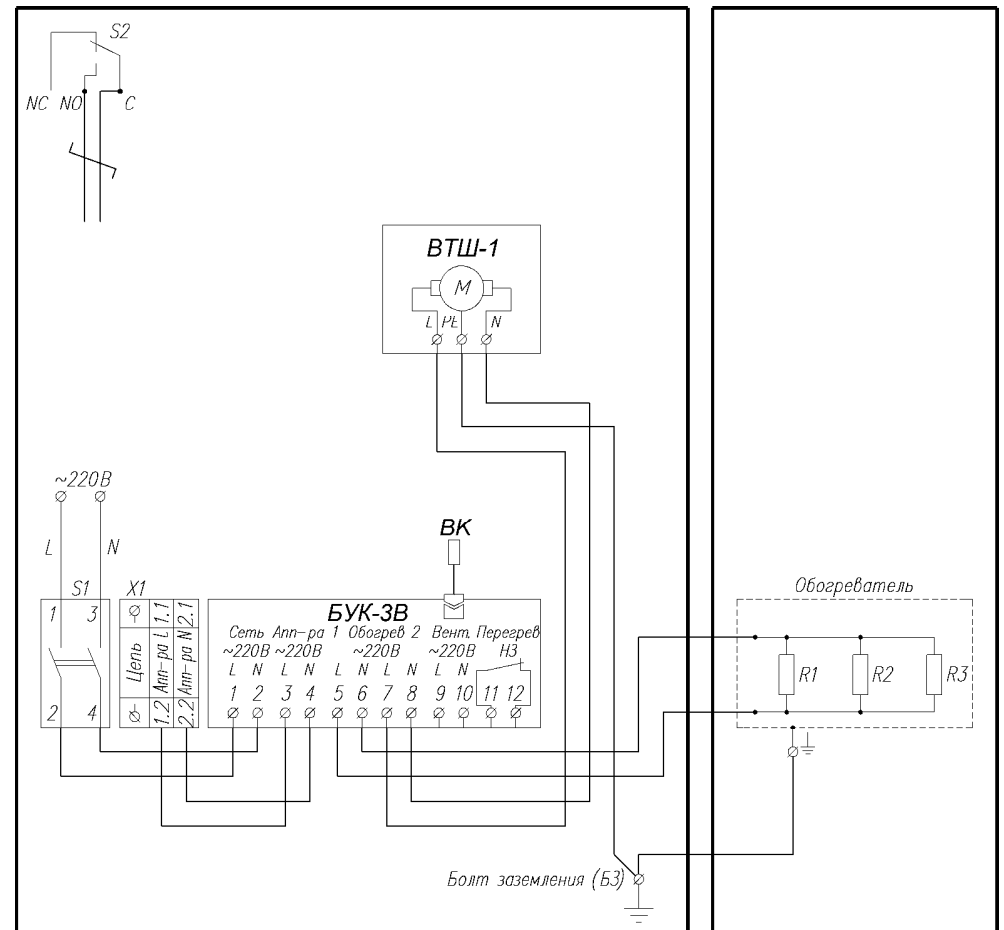 S2
NC NO C
ВТШ-1
M
L PE N
~220В
L N
ВК
S1 X1
Обогреватель
1 3
2 4
Цепь
Апп-ра L
Апп-ра N
1.1
2.1
1.2
2.2
БУК-3В
Сеть Апп-ра 1 Обогрев 2 Вент. Перегрев
~220В ~220В ~220В ~220В НЗ
L N L N L N L N L N
1 2 3 4 5 6 7 8 9 10 11 12
R1 R2 R3
Болт заземления (БЗ)